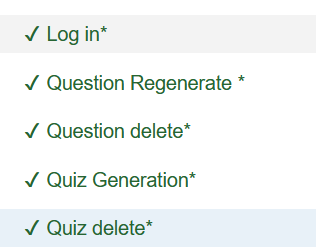 ✓ Log in*
✓ Question Regenerate *
✓ Question delete*
✓ Quiz Generation*
✓ Quiz delete*